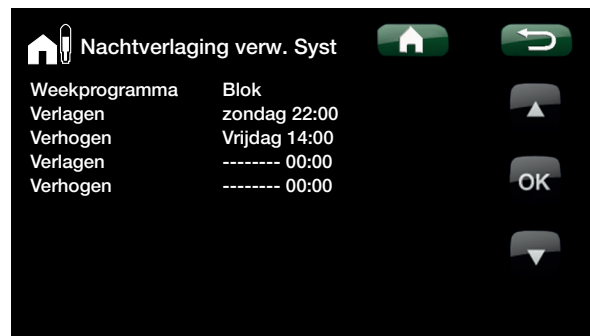 Nachtverlaging verw. Syst
Weekprogramma Blok
Verlagen zondag 22:00
Verhogen Vrijdag 14:00
Verlagen -------- 00:00
Verhogen -------- 00:00
OK